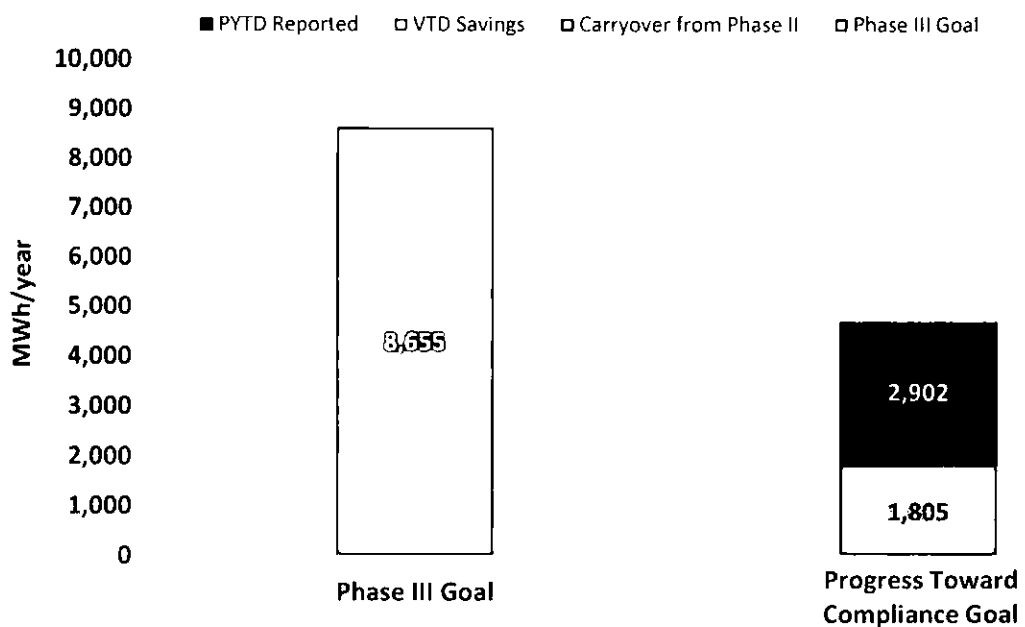 ■ PYTD Reported □ VTD Savings □ Carryover from Phase II □ Phase III Goal
10,000
9,000
8,000
7,000
6,000
5,000
4,000
3,000
2,000
1,000
0
MWh/year
8,655
2,902
1,805
Phase III Goal
Progress Toward
Compliance Goal